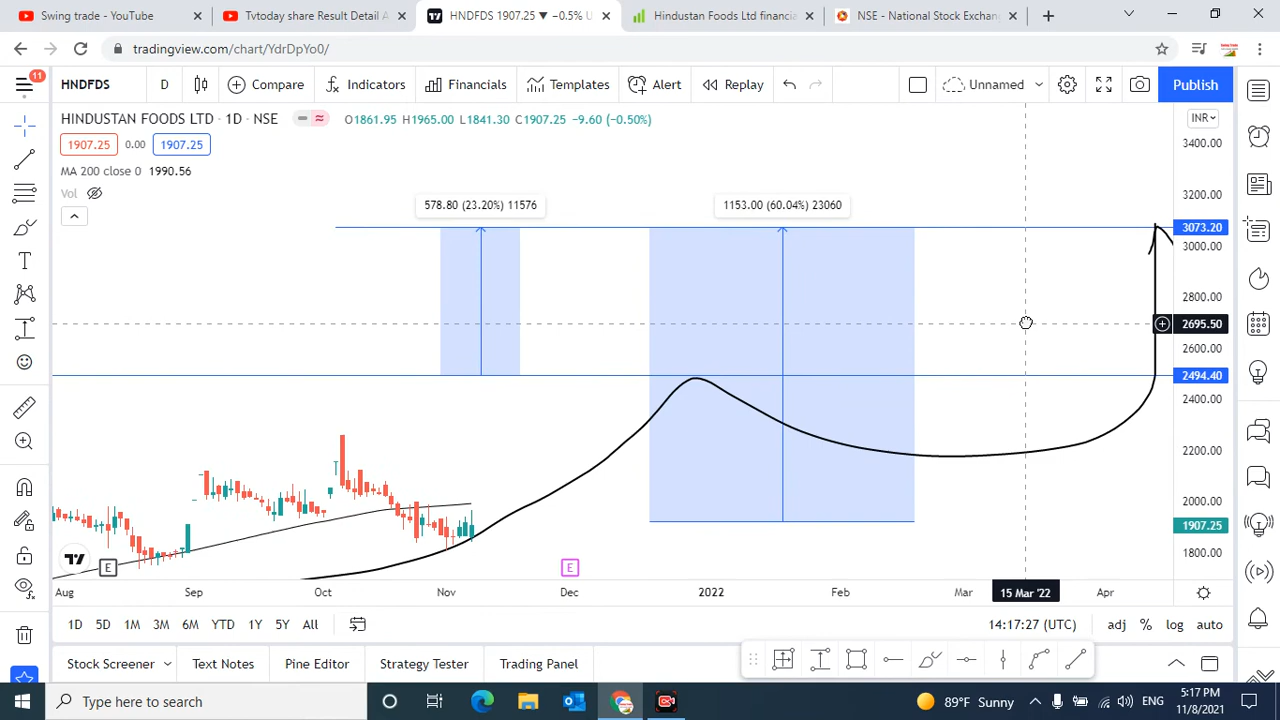 Swing trade - YouTube
Tvtoday share Result Detail A
HNDFDS 1907.25 ▼ −0.5% U
Hindustan Foods Ltd financia
NSE - National Stock Exchan
tradingview.com/chart/YdrDpYo0/
11
HNDFDS
D
Compare
Indicators
Financials
Templates
Alert
Replay
Unnamed
Publish
HINDUSTAN FOODS LTD · 1D · NSE
O1861.95 H1965.00 L1841.30 C1907.25 −9.60 (−0.50%)
INR
1907.25 0.00 1907.25
MA 200 close 0 1990.56
Vol
578.80 (23.20%) 11576
1153.00 (60.04%) 23060
3400.00
3200.00
3073.20
3000.00
2800.00
2695.50
2600.00
2494.40
2400.00
2200.00
2000.00
1907.25
1800.00
E
E
Aug Sep Oct Nov Dec 2022 Feb Mar 15 Mar '22 Apr
1D 5D 1M 3M 6M YTD 1Y 5Y All
14:17:27 (UTC)
adj % log auto
Stock Screener
Text Notes
Pine Editor
Strategy Tester
Trading Panel
Type here to search
89°F Sunny
ENG
5:17 PM
11/8/2021